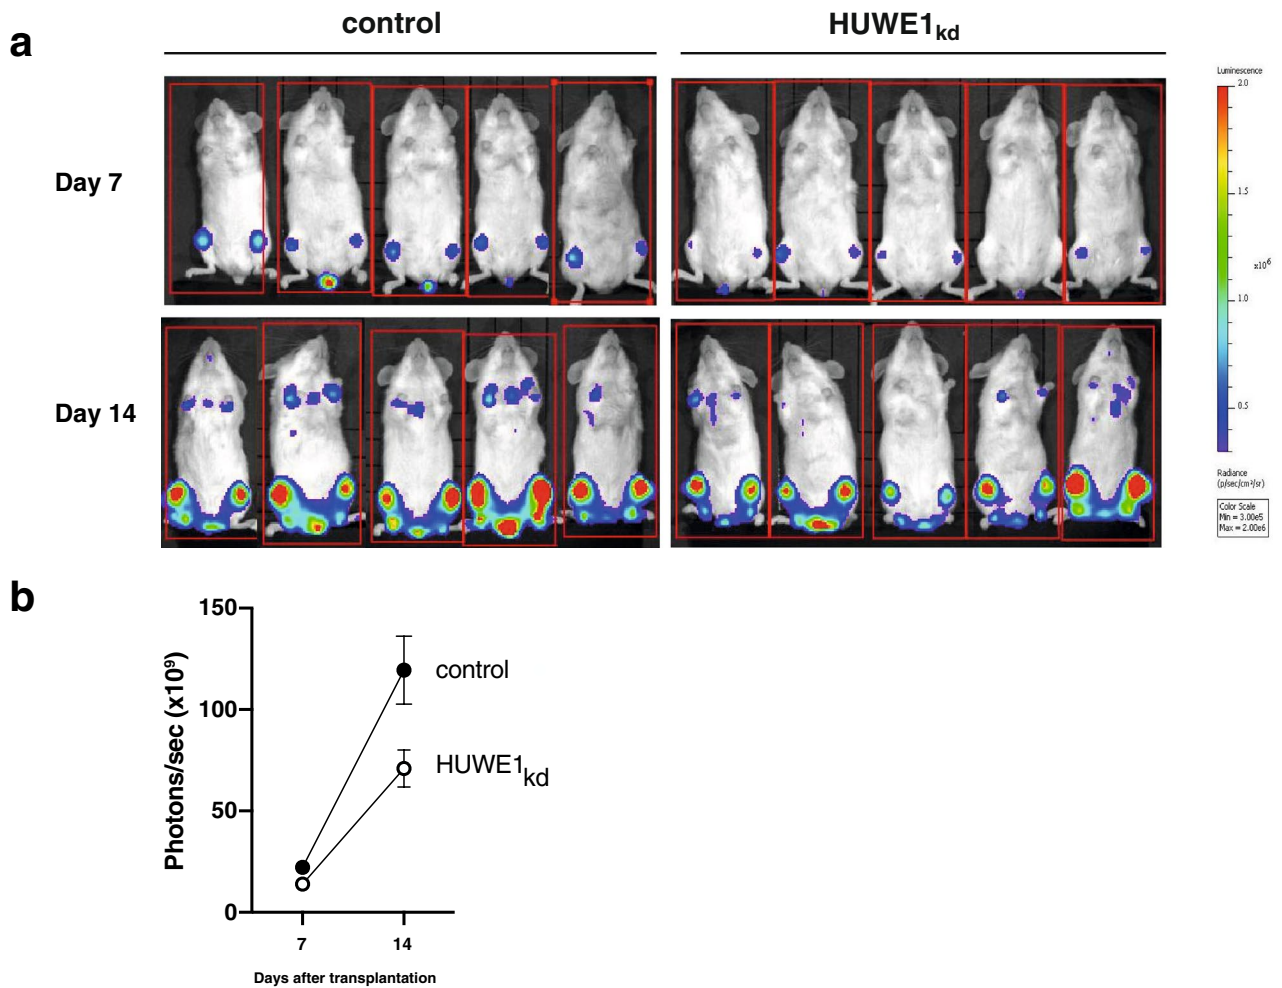 a
control
HUWE1kd
Day 7
Day 14
Luminescence
2.0
1.5
x10⁶
1.0
0.5
Radiance
(p/sec/cm²/sr)
Color Scale
Min = 3.00e5
Max = 2.00e6
b
Photons/sec (x10⁹)
150
100
50
0
control
HUWE1kd
7
14
Days after transplantation